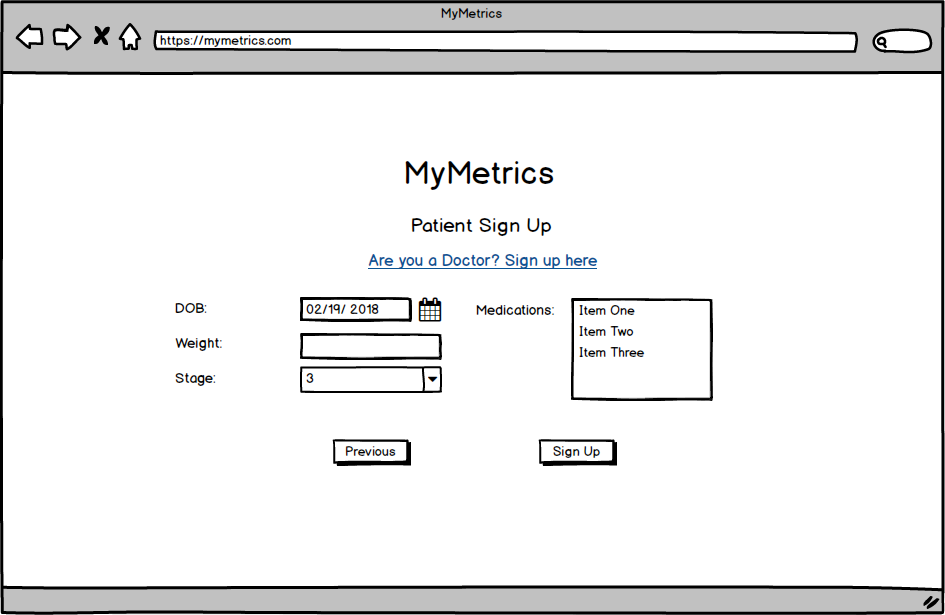 MyMetrics
https://mymetrics.com
MyMetrics
Patient Sign Up
Are you a Doctor? Sign up here
DOB:
02/19/ 2018
Weight:
Stage:
3
Medications:
Item One
Item Two
Item Three
Previous
Sign Up